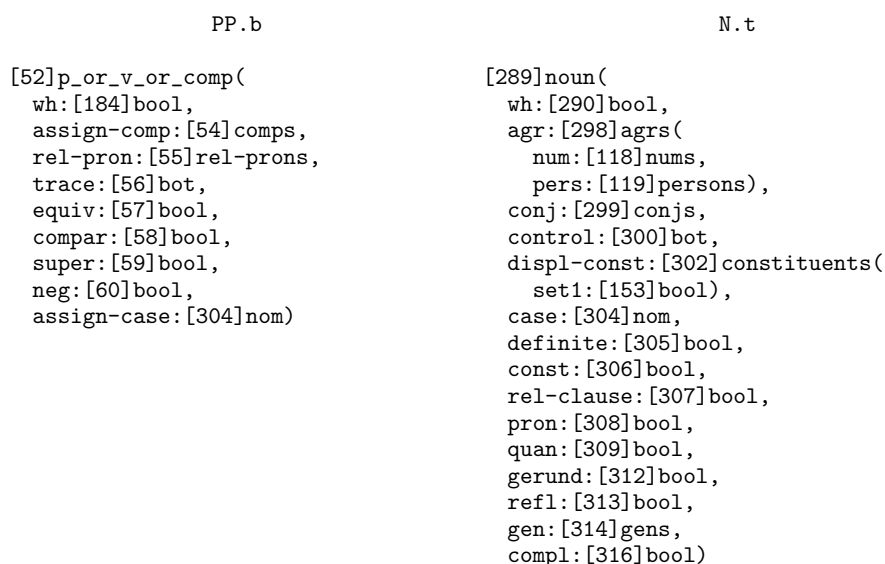 PP.b
[52]p_or_v_or_comp(
wh:[184]bool,
assign-comp:[54]comps,
rel-pron:[55]rel-prons,
trace:[56]bot,
equiv:[57]bool,
compar:[58]bool,
super:[59]bool,
neg:[60]bool,
assign-case:[304]nom)
N.t
[289]noun(
wh:[290]bool,
agr:[298]agrs(
num:[118]nums,
pers:[119]persons),
conj:[299]conjs,
control:[300]bot,
displ-const:[302]constituents(
set1:[153]bool),
case:[304]nom,
definite:[305]bool,
const:[306]bool,
rel-clause:[307]bool,
pron:[308]bool,
quan:[309]bool,
gerund:[312]bool,
refl:[313]bool,
gen:[314]gens,
compl:[316]bool)